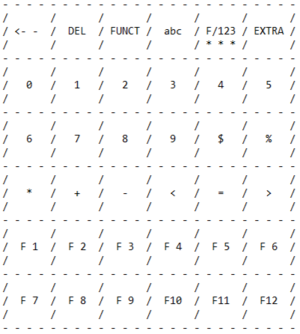 - - - - - - - - - - - - - - - - - - - - - - - - -
/       /       /       /       /       /       /
/ <- -  /  DEL  / FUNCT /  abc  / F/123 / EXTRA /
/       /       /       /       / * * * /       /
- - - - - - - - - - - - - - - - - - - - - - - - -
/       /       /       /       /       /       /
/   0   /   1   /   2   /   3   /   4   /   5   /
/       /       /       /       /       /       /
- - - - - - - - - - - - - - - - - - - - - - - - -
/       /       /       /       /       /       /
/   6   /   7   /   8   /   9   /   $   /   %   /
/       /       /       /       /       /       /
- - - - - - - - - - - - - - - - - - - - - - - - -
/       /       /       /       /       /       /
/   *   /   +   /   -   /   <   /   =   /   >   /
/       /       /       /       /       /       /
- - - - - - - - - - - - - - - - - - - - - - - - -
/       /       /       /       /       /       /
/  F 1  /  F 2  /  F 3  /  F 4  /  F 5  /  F 6  /
/       /       /       /       /       /       /
- - - - - - - - - - - - - - - - - - - - - - - - -
/       /       /       /       /       /       /
/  F 7  /  F 8  /  F 9  /  F10  /  F11  /  F12  /
/       /       /       /       /       /       /
- - - - - - - - - - - - - - - - - - - - - - - - -